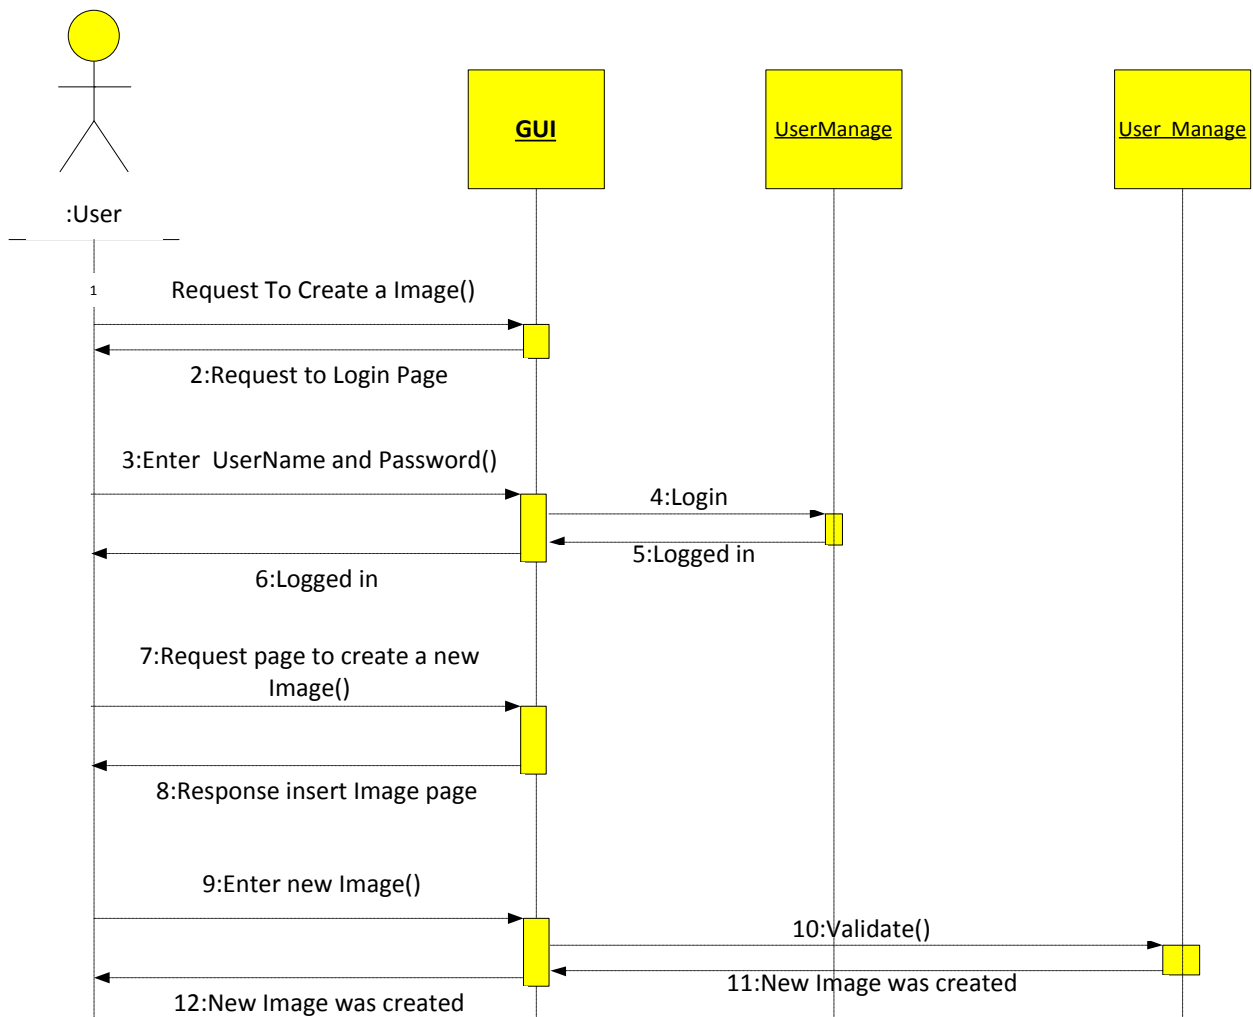 GUI
UserManage
User_Manage
:User
1
Request To Create a Image()
2:Request to Login Page
3:Enter  UserName and Password()
4:Login
5:Logged in
6:Logged in
7:Request page to create a new
Image()
8:Response insert Image page
9:Enter new Image()
10:Validate()
11:New Image was created
12:New Image was created